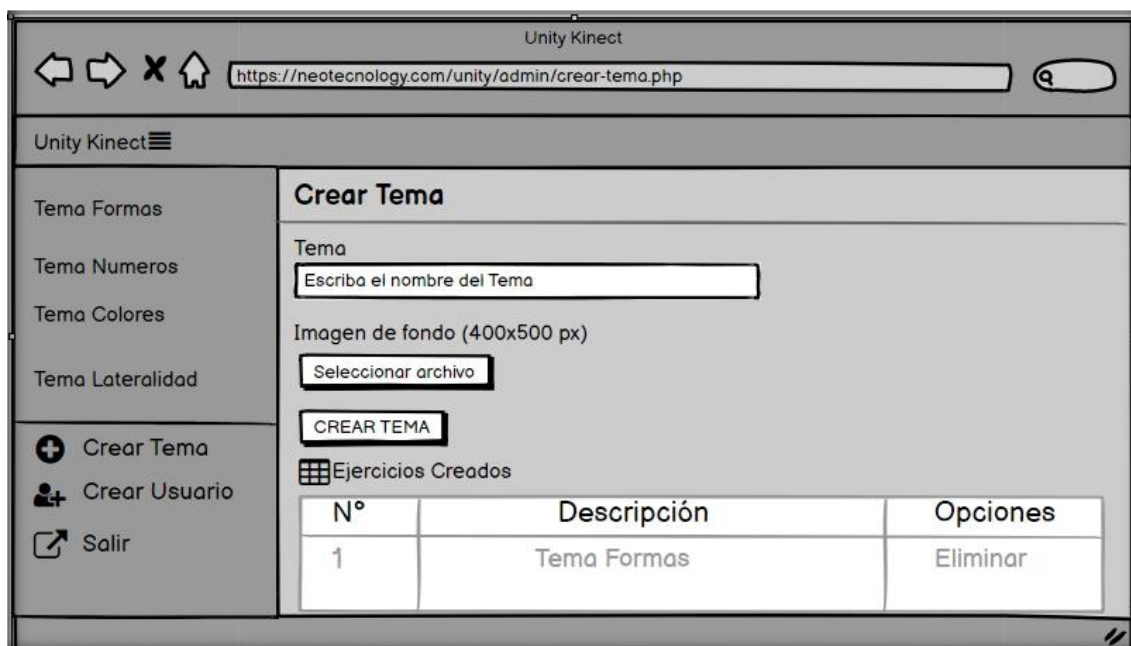 Unity Kinect
https://neotecnology.com/unity/admin/crear-tema.php
Unity Kinect
Tema Formas
Tema Numeros
Tema Colores
Tema Lateralidad
Crear Tema
Crear Usuario
Salir
Crear Tema
Tema
Escriba el nombre del Tema
Imagen de fondo (400x500 px)
Seleccionar archivo
CREAR TEMA
Ejercicios Creados
N° Descripción Opciones
1 Tema Formas Eliminar